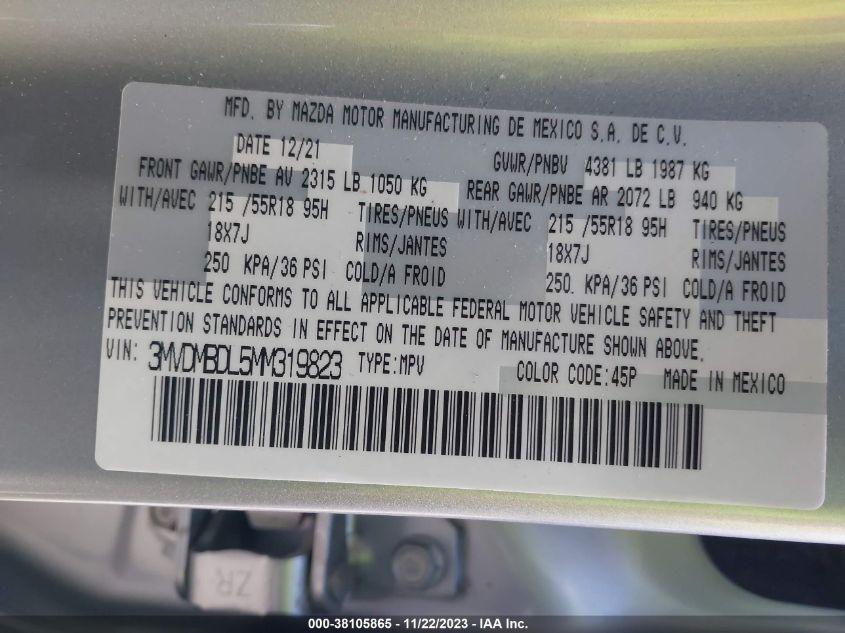 MFD. BY MAZDA MOTOR MANUFACTURING DE MEXICO S.A. DE C.V.
DATE 12/21 GVWR/PNBV 4381 LB 1987 KG
FRONT GAWR/PNBE AV 2315 LB 1050 KG REAR GAWR/PNBE AR 2072 LB 940 KG
WITH/AVEC 215 /55R18 95H TIRES/PNEUS WITH/AVEC 215 /55R18 95H TIRES/PNEUS
18X7J RIMS/JANTES 18X7J RIMS/JANTES
250 KPA/36 PSI COLD/A FROID 250. KPA/36 PSI COLD/A FROID
THIS VEHICLE CONFORMS TO ALL APPLICABLE FEDERAL MOTOR VEHICLE SAFETY AND THEFT
PREVENTION STANDARDS IN EFFECT ON THE DATE OF MANUFACTURE SHOWN ABOVE.
VIN: 3MVDMBDL5MM319823 TYPE:MPV COLOR CODE:45P MADE IN MEXICO
ZR
000-38105865 - 11/22/2023 - IAA Inc.